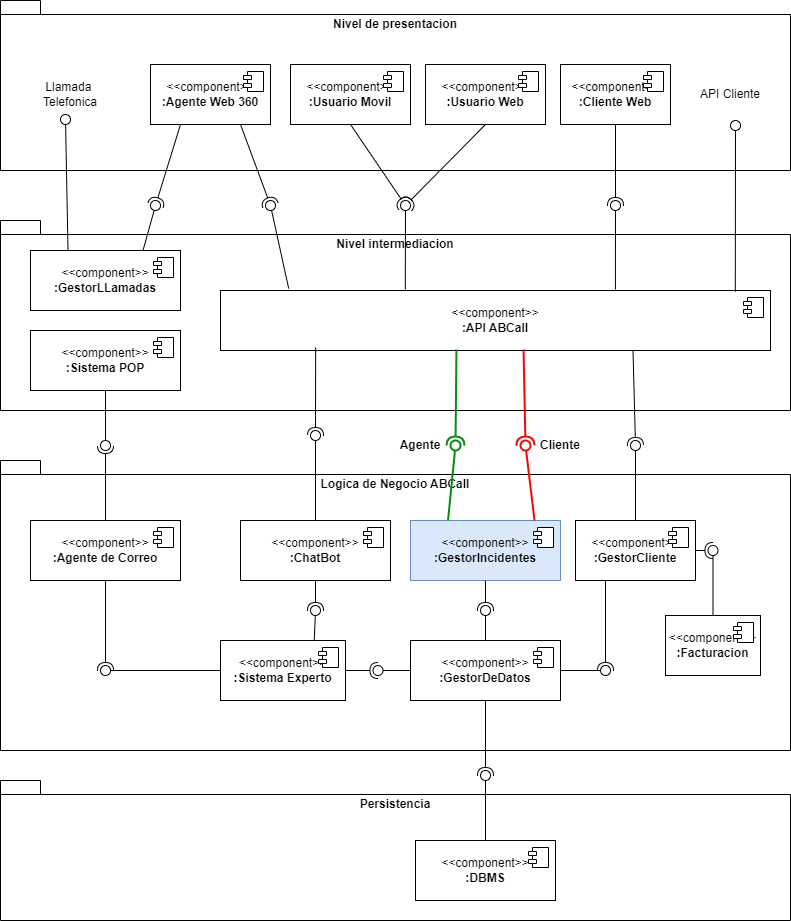 Nivel de presentacion
Llamada
Telefonica
<<component>>
:Agente Web 360
<<component>>
:Usuario Movil
<<component>>
:Usuario Web
<<component>>
:Cliente Web
API Cliente
Nivel intermediacion
<<component>>
:GestorLLamadas
<<component>>
:API ABCall
<<component>>
:Sistema POP
Agente
Cliente
Logica de Negocio ABCall
<<component>>
:Agente de Correo
<<component>>
:ChatBot
<<component>>
:GestorIncidentes
<<component>>
:GestorCliente
<<component>>
:Facturacion
<<component>>
:Sistema Experto
<<component>>
:GestorDeDatos
Persistencia
<<component>>
:DBMS